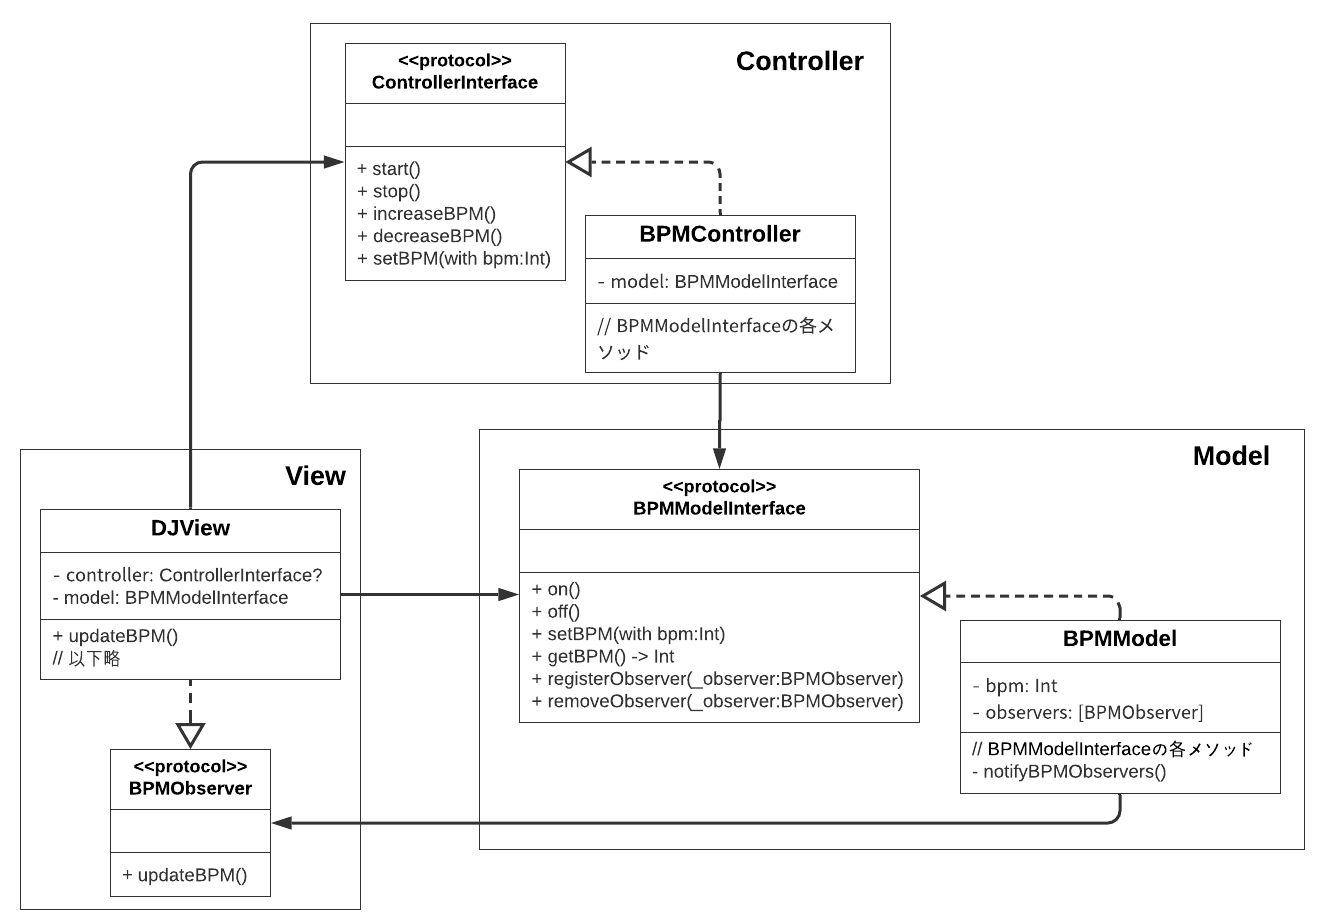 Controller
<<protocol>>
ControllerInterface
+ start()
+ stop()
+ increaseBPM()
+ decreaseBPM()
+ setBPM(with bpm:Int)
BPMController
- model: BPMModelInterface
// BPMModelInterfaceの各メ
ソッド
View
DJView
- controller: ControllerInterface?
- model: BPMModelInterface
+ updateBPM()
// 以下略
<<protocol>>
BPMObserver
+ updateBPM()
Model
<<protocol>>
BPMModelInterface
+ on()
+ off()
+ setBPM(with bpm:Int)
+ getBPM() -> Int
+ registerObserver(_observer:BPMObserver)
+ removeObserver(_observer:BPMObserver)
BPMModel
- bpm: Int
- observers: [BPMObserver]
// BPMModelInterfaceの各メソッド
- notifyBPMObservers()